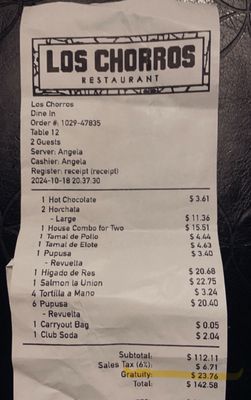 LOS CHORROS
RESTAURANT
Los Chorros
Dine In
Order #: 1029-47835
Table 12
2 Guests
Server: Angela
Cashier: Angela
Register: receipt (receipt)
2024-10-18 20:37:30
1 Hot Chocolate $ 3.61
2 Horchata
- Large $ 11.36
1 House Combo for Two $ 15.51
1 Tamal de Pollo $ 4.44
1 Tamal de Elote $ 4.63
1 Pupusa $ 3.40
- Revuelta
1 Higado de Res $ 20.68
1 Salmon la Union $ 22.75
4 Tortilla a Mano $ 3.24
6 Pupusa $ 20.40
- Revuelta
1 Carryout Bag $ 0.05
1 Club Soda $ 2.04
Subtotal: $ 112.11
Sales Tax (6%): $ 6.71
Gratuity: $ 23.76
Total: $ 142.58